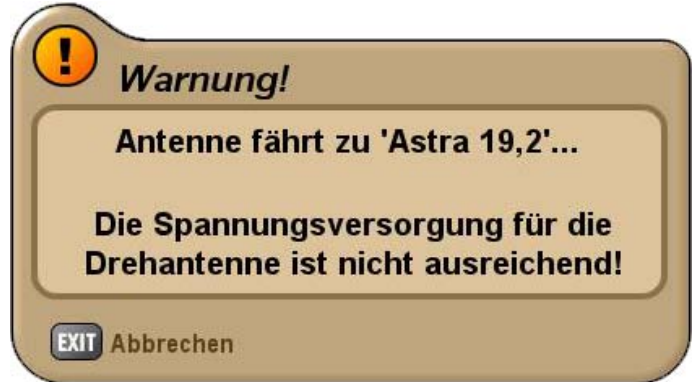 !
Warnung!
Antenne fährt zu 'Astra 19,2'...
Die Spannungsversorgung für die
Drehantenne ist nicht ausreichend!
EXIT Abbrechen